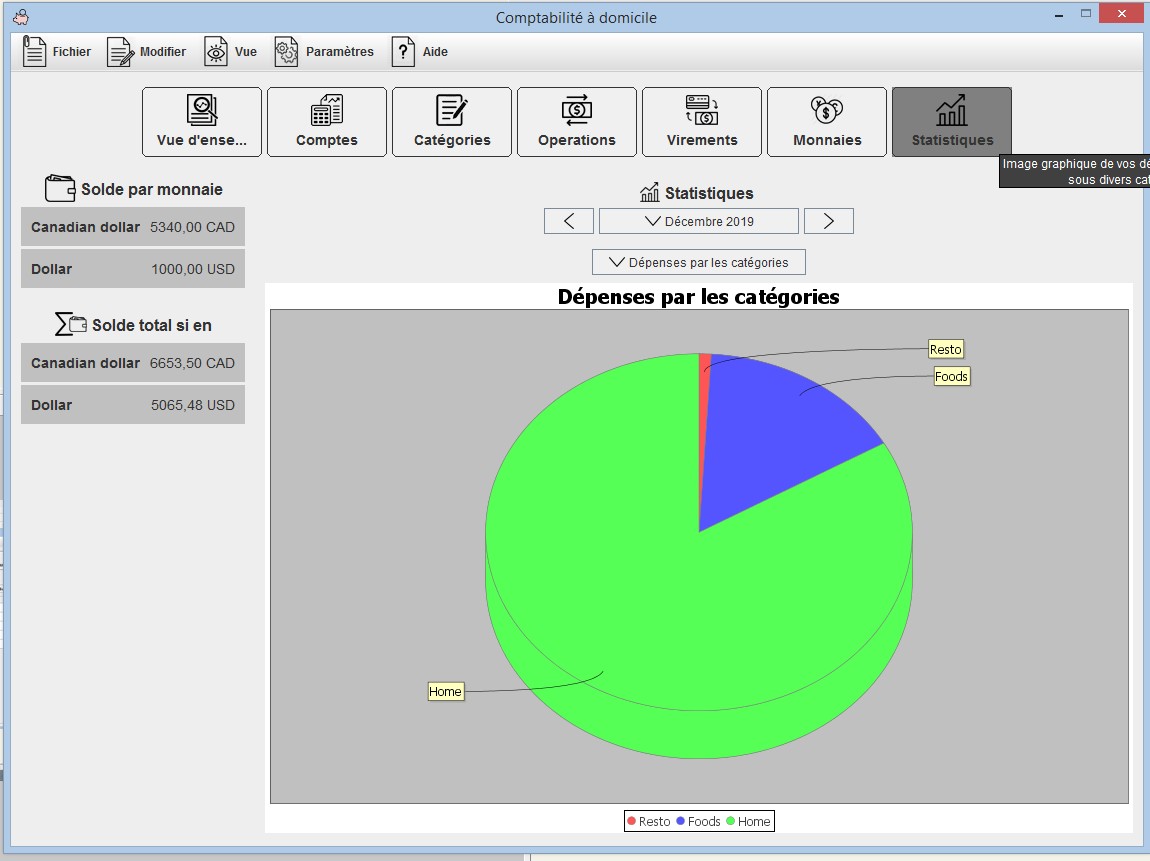 Comptabilité à domicile
Fichier Modifier Vue Paramètres ? Aide
Vue d'ense... Comptes Catégories Operations Virements Monnaies Statistiques
Image graphique de vos dé
sous divers cat
Solde par monnaie
Canadian dollar 5340,00 CAD
Dollar 1000,00 USD
Solde total si en
Canadian dollar 6653,50 CAD
Dollar 5065,48 USD
Statistiques
Décembre 2019
Dépenses par les catégories
Dépenses par les catégories
Resto
Foods
Home
Resto Foods Home